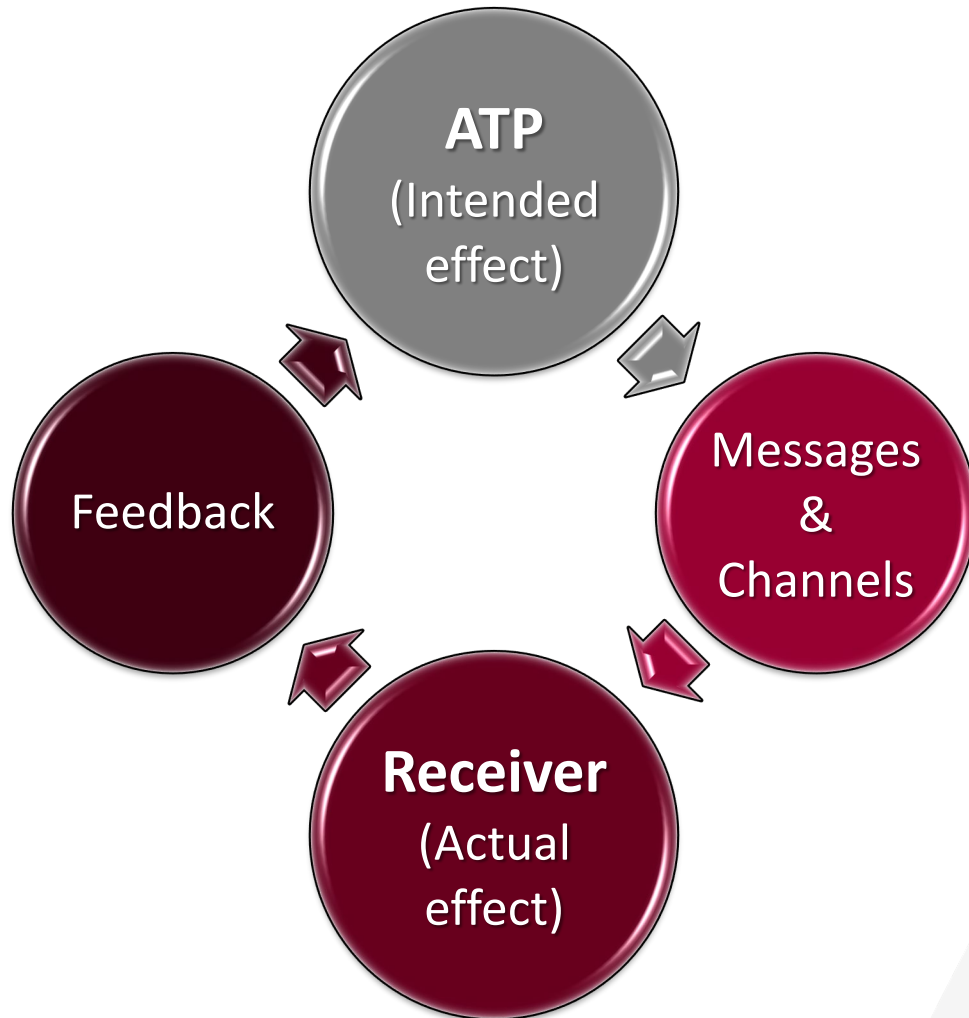 ATP
(Intended
effect)
Messages
&
Channels
Receiver
(Actual
effect)
Feedback